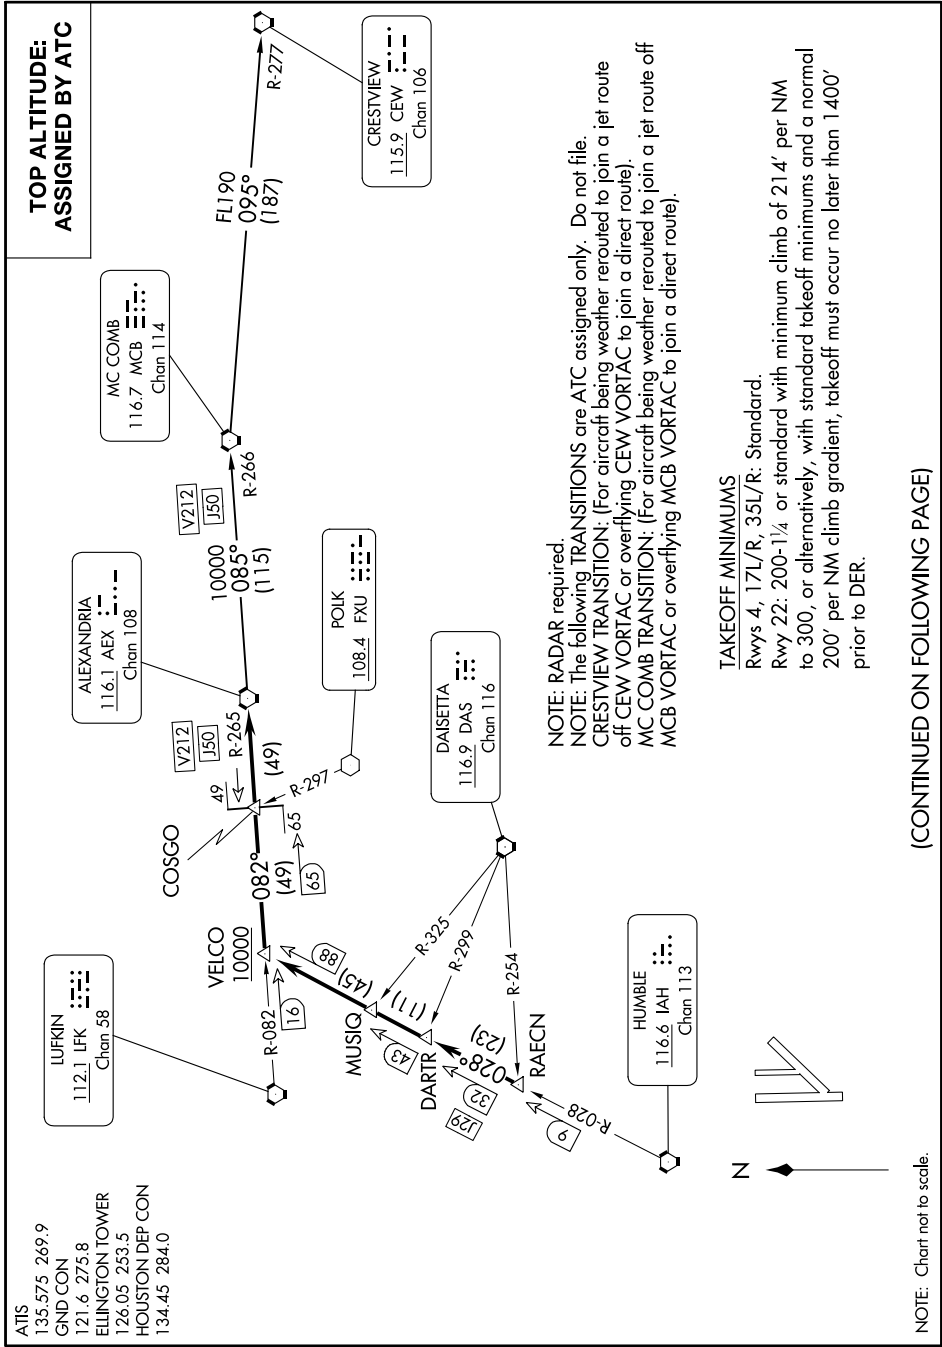 ATIS
135.575 269.9
GND CON
121.6 275.8
ELLINGTON TOWER
126.05 253.5
HOUSTON DEP CON
134.45 284.0
TOP ALTITUDE:
ASSIGNED BY ATC
LUFKIN
112.1 LFK
Chan 58
ALEXANDRIA
116.1 AEX
Chan 108
MC COMB
116.7 MCB
Chan 114
CRESTVIEW
115.9 CEW
Chan 106
COSGO
VELCO
10000
R-082
16
082°
(49)
65
65
49
R-265
(49)
V212
J50
R-297
POLK
108.4 FXU
10000
085°
(115)
V212
J50
R-266
FL190
095°
(187)
R-277
88
(45)
MUSIQ
43
(11)
DARTR
32
J29
028°
(23)
RAECN
9
R-028
R-325
R-299
R-254
DAISETTA
116.9 DAS
Chan 116
HUMBLE
116.6 IAH
Chan 113
N
NOTE: RADAR required.
NOTE: The following TRANSITIONS are ATC assigned only. Do not file.
CRESTVIEW TRANSITION: (For aircraft being weather rerouted to join a jet route
off CEW VORTAC or overflying CEW VORTAC to join a direct route).
MC COMB TRANSITION: (For aircraft being weather rerouted to join a jet route off
MCB VORTAC or overflying MCB VORTAC to join a direct route).
TAKEOFF MINIMUMS
Rwys 4, 17L/R, 35L/R: Standard.
Rwy 22: 200-1¼ or standard with minimum climb of 214' per NM
to 300, or alternatively, with standard takeoff minimums and a normal
200' per NM climb gradient, takeoff must occur no later than 1400'
prior to DER.
NOTE: Chart not to scale.
(CONTINUED ON FOLLOWING PAGE)